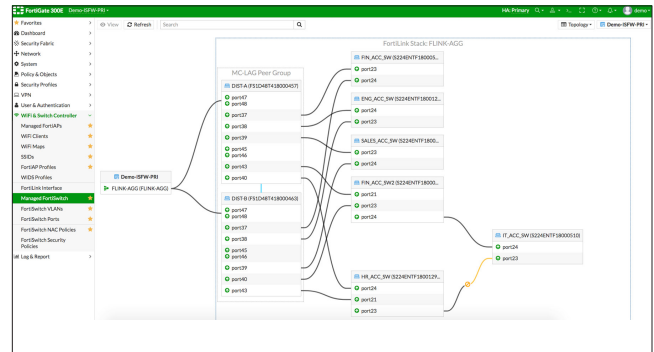 FortiGate 300E
Demo-ISFW-PRI
HA: Primary
demo
Favorites
Dashboard
Security Fabric
Network
System
Policy & Objects
Security Profiles
VPN
User & Authentication
WiFi & Switch Controller
Managed FortiAPs
WiFi Clients
WiFi Maps
SSIDs
FortiAP Profiles
WIDS Profiles
FortiLink Interface
Managed FortiSwitch
FortiSwitch VLANs
FortiSwitch Ports
FortiSwitch NAC Policies
FortiSwitch Security
Policies
Log & Report
View
Refresh
Search
Topology
Demo-ISFW-PRI
Demo-ISFW-PRI
FLINK-AGG (FLINK-AGG)
FortiLink Stack: FLINK-AGG
MC-LAG Peer Group
DIST-A (FS1D48T418000457)
port47
port48
port37
port38
port39
port45
port46
port43
port40
DIST-B (FS1D48T418000463)
port47
port48
port37
port38
port45
port46
port39
port40
port43
FIN_ACC_SW (S224ENTF180005...
port23
port24
ENG_ACC_SW (S224ENTF180012...
port24
port23
SALES_ACC_SW (S224ENTF1800...
port23
port24
FIN_ACC_SW2 (S224ENTF18000...
port21
port23
port24
HR_ACC_SW (S224ENTF1800129...
port24
port21
port23
IT_ACC_SW (S224ENTF18000510)
port24
port23